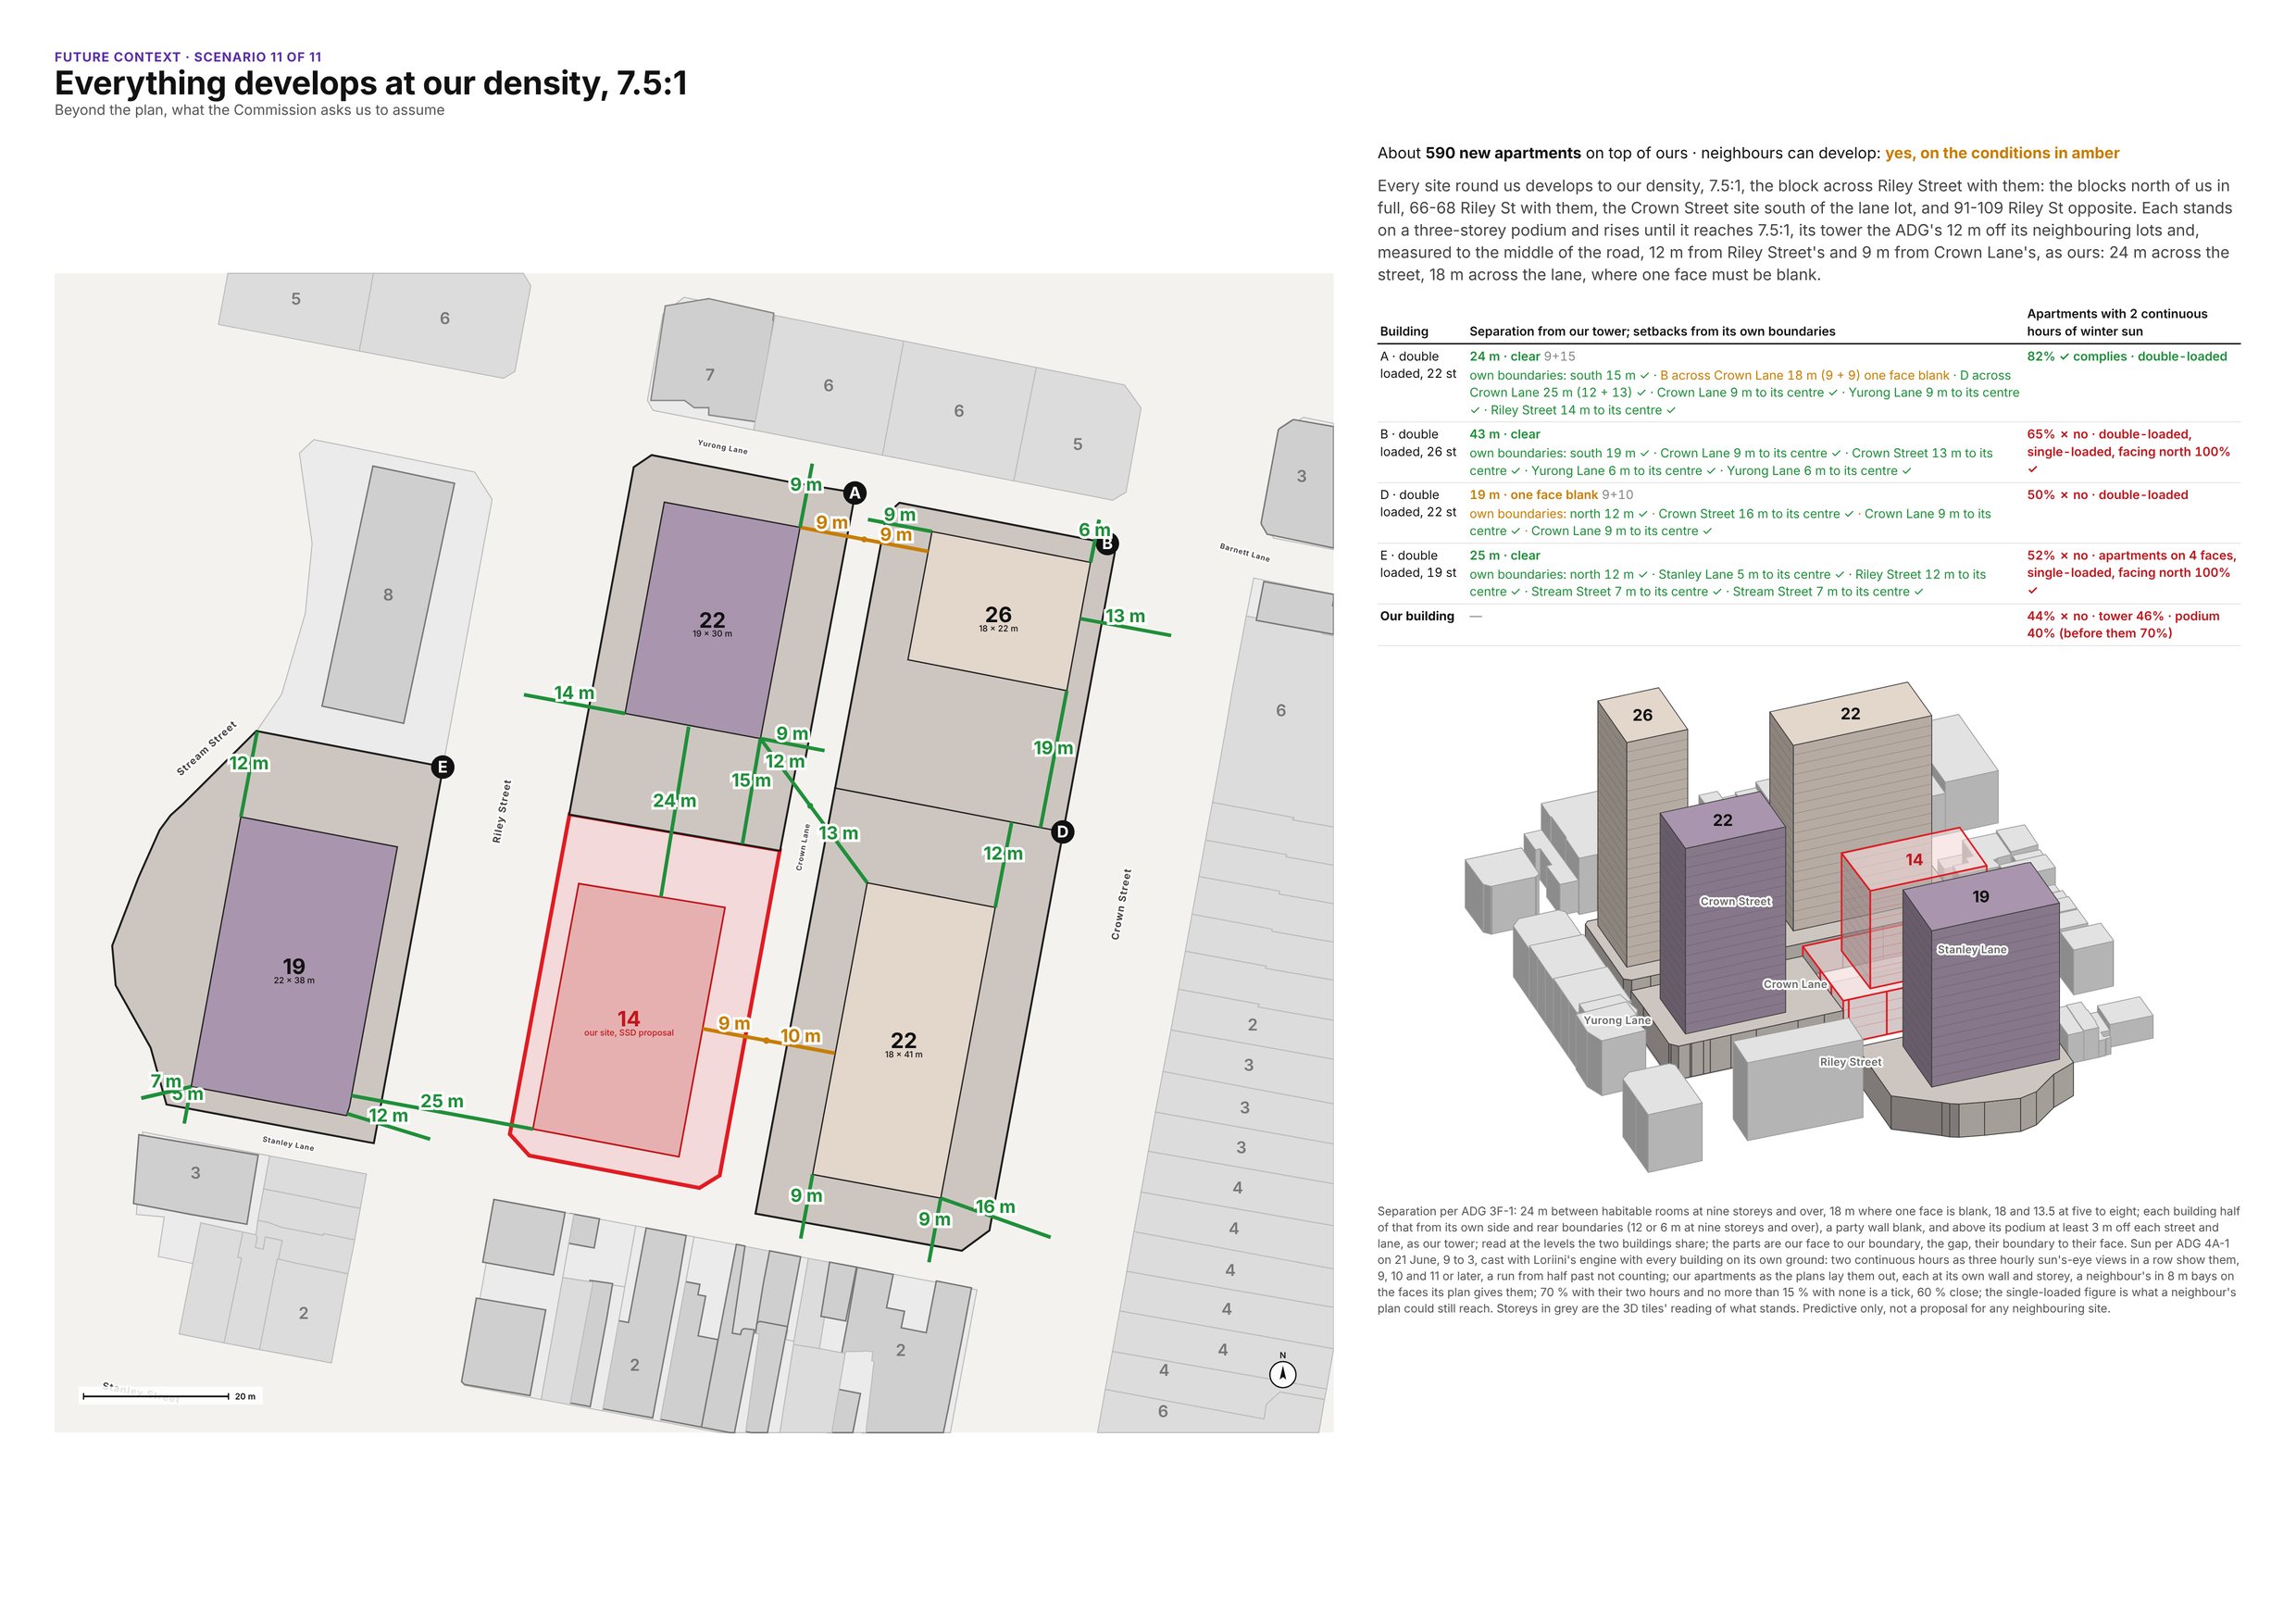 FUTURE CONTEXT · SCENARIO 11 OF 11
Everything develops at our density, 7.5:1
Beyond the plan, what the Commission asks us to assume
About 590 new apartments on top of ours · neighbours can develop: yes, on the conditions in amber
Every site round us develops to our density, 7.5:1, the block across Riley Street with them: the blocks north of us in
full, 66-68 Riley St with them, the Crown Street site south of the lane lot, and 91-109 Riley St opposite. Each stands
on a three-storey podium and rises until it reaches 7.5:1, its tower the ADG's 12 m off its neighbouring lots and,
measured to the middle of the road, 12 m from Riley Street's and 9 m from Crown Lane's, as ours: 24 m across the
street, 18 m across the lane, where one face must be blank.
Building
Separation from our tower; setbacks from its own boundaries
Apartments with 2 continuous
hours of winter sun
A · double
loaded, 22 st
24 m · clear 9+15
own boundaries: south 15 m ✓ · B across Crown Lane 18 m (9 + 9) one face blank · D across
Crown Lane 25 m (12 + 13) ✓ · Crown Lane 9 m to its centre ✓ · Yurong Lane 9 m to its centre
✓ · Riley Street 14 m to its centre ✓
82% ✓ complies · double-loaded
B · double
loaded, 26 st
43 m · clear
own boundaries: south 19 m ✓ · Crown Lane 9 m to its centre ✓ · Crown Street 13 m to its
centre ✓ · Yurong Lane 6 m to its centre ✓ · Yurong Lane 6 m to its centre ✓
65% × no · double-loaded,
single-loaded, facing north 100%
✓
D · double
loaded, 22 st
19 m · one face blank 9+10
own boundaries: north 12 m ✓ · Crown Street 16 m to its centre ✓ · Crown Lane 9 m to its
centre ✓ · Crown Lane 9 m to its centre ✓
50% × no · double-loaded
E · double
loaded, 19 st
25 m · clear
own boundaries: north 12 m ✓ · Stanley Lane 5 m to its centre ✓ · Riley Street 12 m to its
centre ✓ · Stream Street 7 m to its centre ✓ · Stream Street 7 m to its centre ✓
52% × no · apartments on 4 faces,
single-loaded, facing north 100%
✓
Our building
—
44% × no · tower 46% · podium
40% (before them 70%)
5
6
7
6
6
5
3
Yurong Lane
9 m
A
9 m
9 m
9 m
6 m
B
Barnett Lane
8
22
19 × 30 m
26
18 × 22 m
13 m
14 m
6
Stream Street
12 m
E
9 m
12 m
15 m
19 m
24 m
Riley Street
13 m
Crown Lane
D
12 m
Crown Street
19
22 × 38 m
14
our site, SSD proposal
9 m
10 m
22
18 × 41 m
7 m
5 m
25 m
12 m
Stanley Lane
9 m
9 m
16 m
3
2
2
2
2
3
3
3
4
4
4
4
4
4
6
N
Stanley Street
20 m
26
22
22
14
19
Crown Street
Stanley Lane
Crown Lane
Yurong Lane
Riley Street
Separation per ADG 3F-1: 24 m between habitable rooms at nine storeys and over, 18 m where one face is blank, 18 and 13.5 at five to eight; each building half
of that from its own side and rear boundaries (12 or 6 m at nine storeys and over), a party wall blank, and above its podium at least 3 m off each street and
lane, as our tower; read at the levels the two buildings share; the parts are our face to our boundary, the gap, their boundary to their face. Sun per ADG 4A-1
on 21 June, 9 to 3, cast with Loriini's engine with every building on its own ground: two continuous hours as three hourly sun's-eye views in a row show them,
9, 10 and 11 or later, a run from half past not counting; our apartments as the plans lay them out, each at its own wall and storey, a neighbour's in 8 m bays on
the faces its plan gives them; 70 % with their two hours and no more than 15 % with none is a tick, 60 % close; the single-loaded figure is what a neighbour's
plan could still reach. Storeys in grey are the 3D tiles' reading of what stands. Predictive only, not a proposal for any neighbouring site.